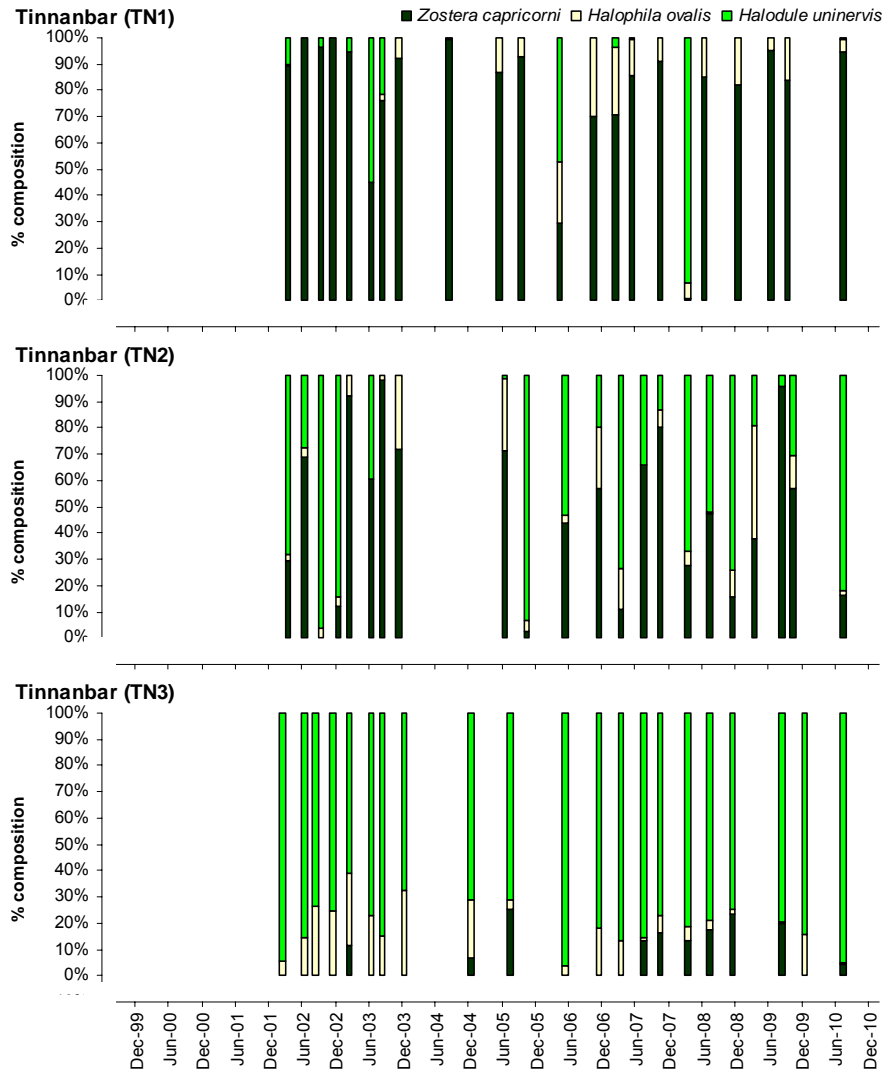 Tinnanbar (TN1)
Zostera capricorni Halophila ovalis Halodule uninervis
100%
90%
80%
70%
60%
50%
40%
30%
20%
10%
0%
% composition
Tinnanbar (TN2)
100%
90%
80%
70%
60%
50%
40%
30%
20%
10%
0%
% composition
Tinnanbar (TN3)
100%
90%
80%
70%
60%
50%
40%
30%
20%
10%
0%
% composition
Dec-99
Jun-00
Dec-00
Jun-01
Dec-01
Jun-02
Dec-02
Jun-03
Dec-03
Jun-04
Dec-04
Jun-05
Dec-05
Jun-06
Dec-06
Jun-07
Dec-07
Jun-08
Dec-08
Jun-09
Dec-09
Jun-10
Dec-10